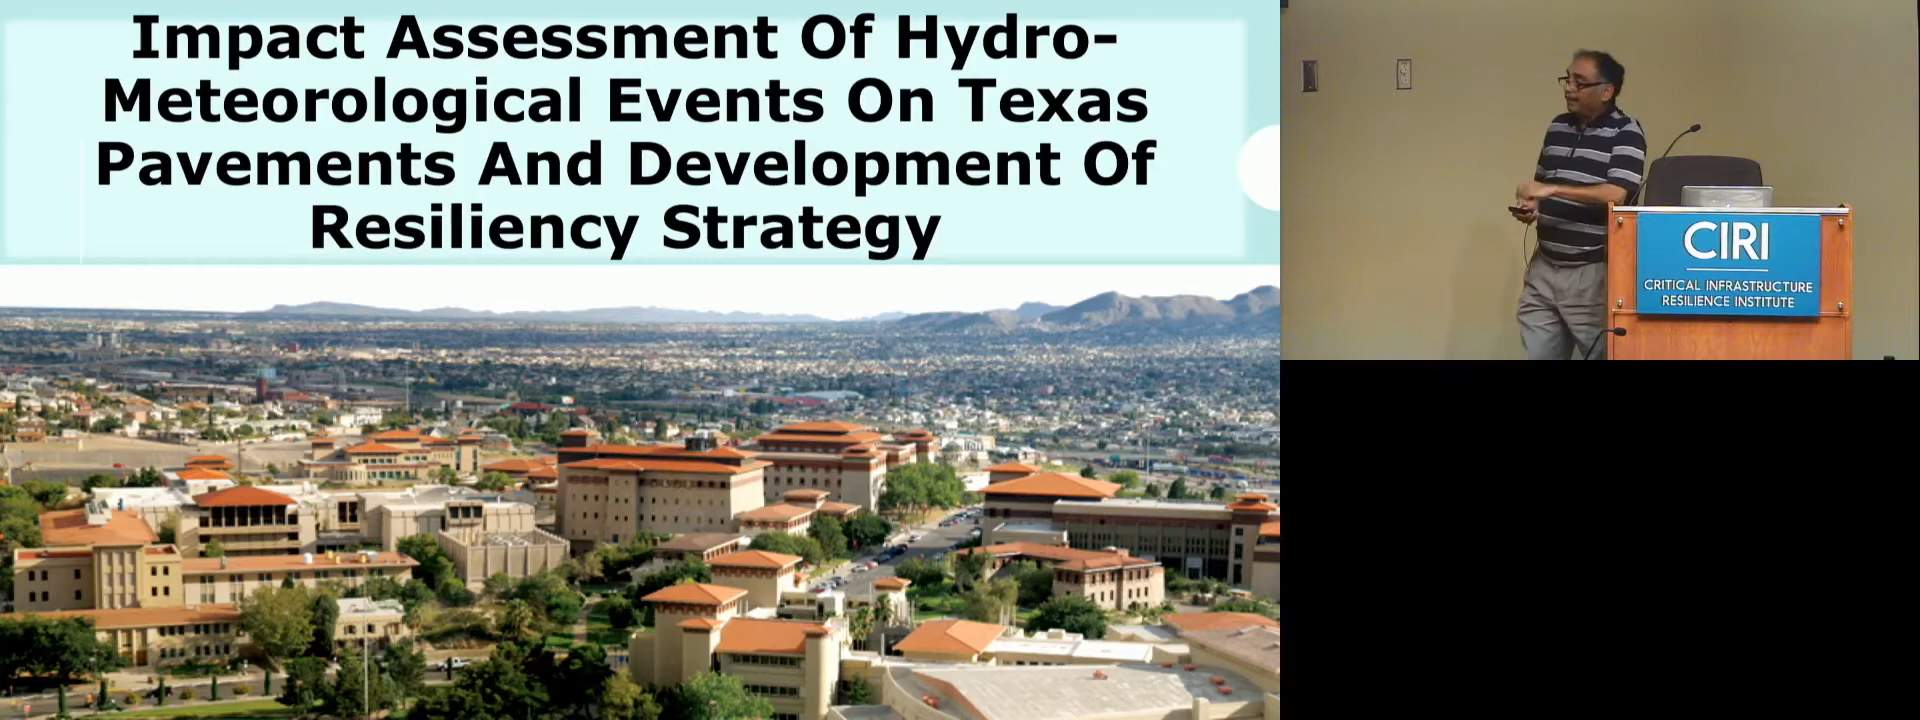 Impact Assessment Of Hydro-
Meteorological Events On Texas
Pavements And Development Of
Resiliency Strategy
CIRI
CRITICAL INFRASTRUCTURE
RESILIENCE INSTITUTE